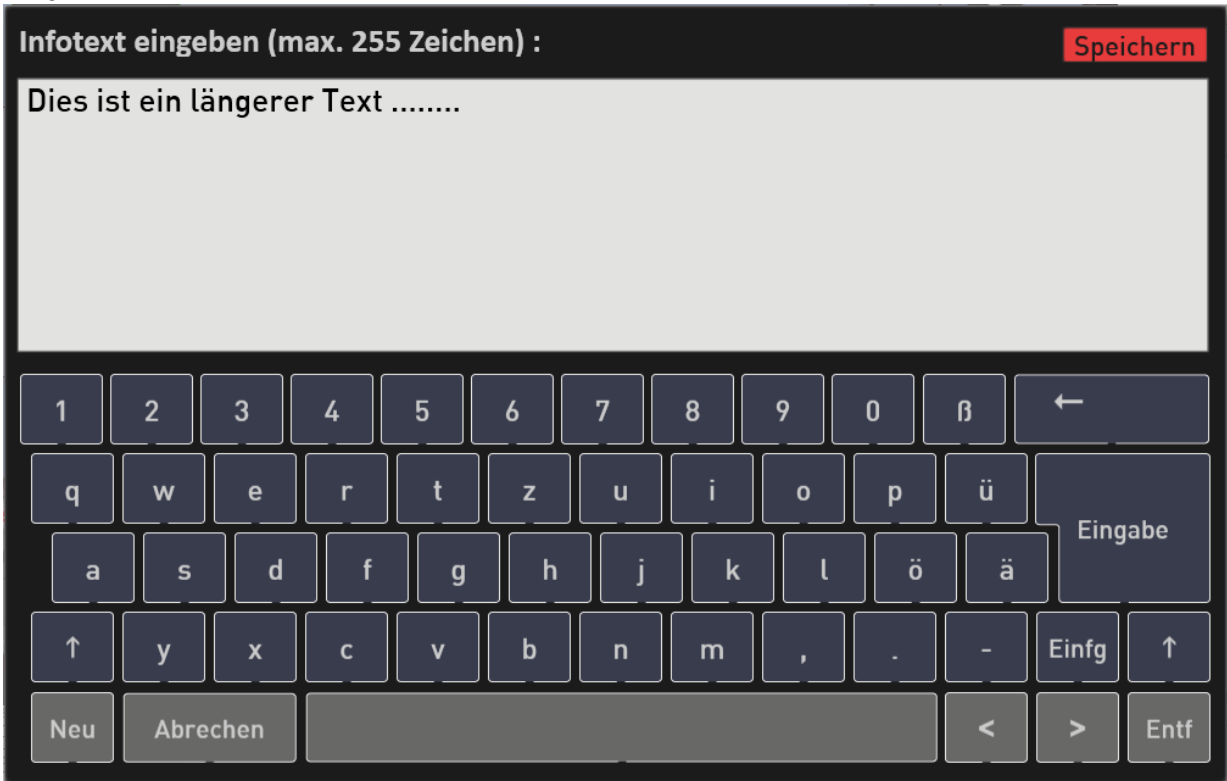 Infotext eingeben (max. 255 Zeichen) :
Speichern
Dies ist ein längerer Text ........
1 2 3 4 5 6 7 8 9 0 ß ←
q w e r t z u i o p ü
Eingabe
a s d f g h j k l ö ä
↑ y x c v b n m , . - Einfg ↑
Neu Abrechen < > Entf